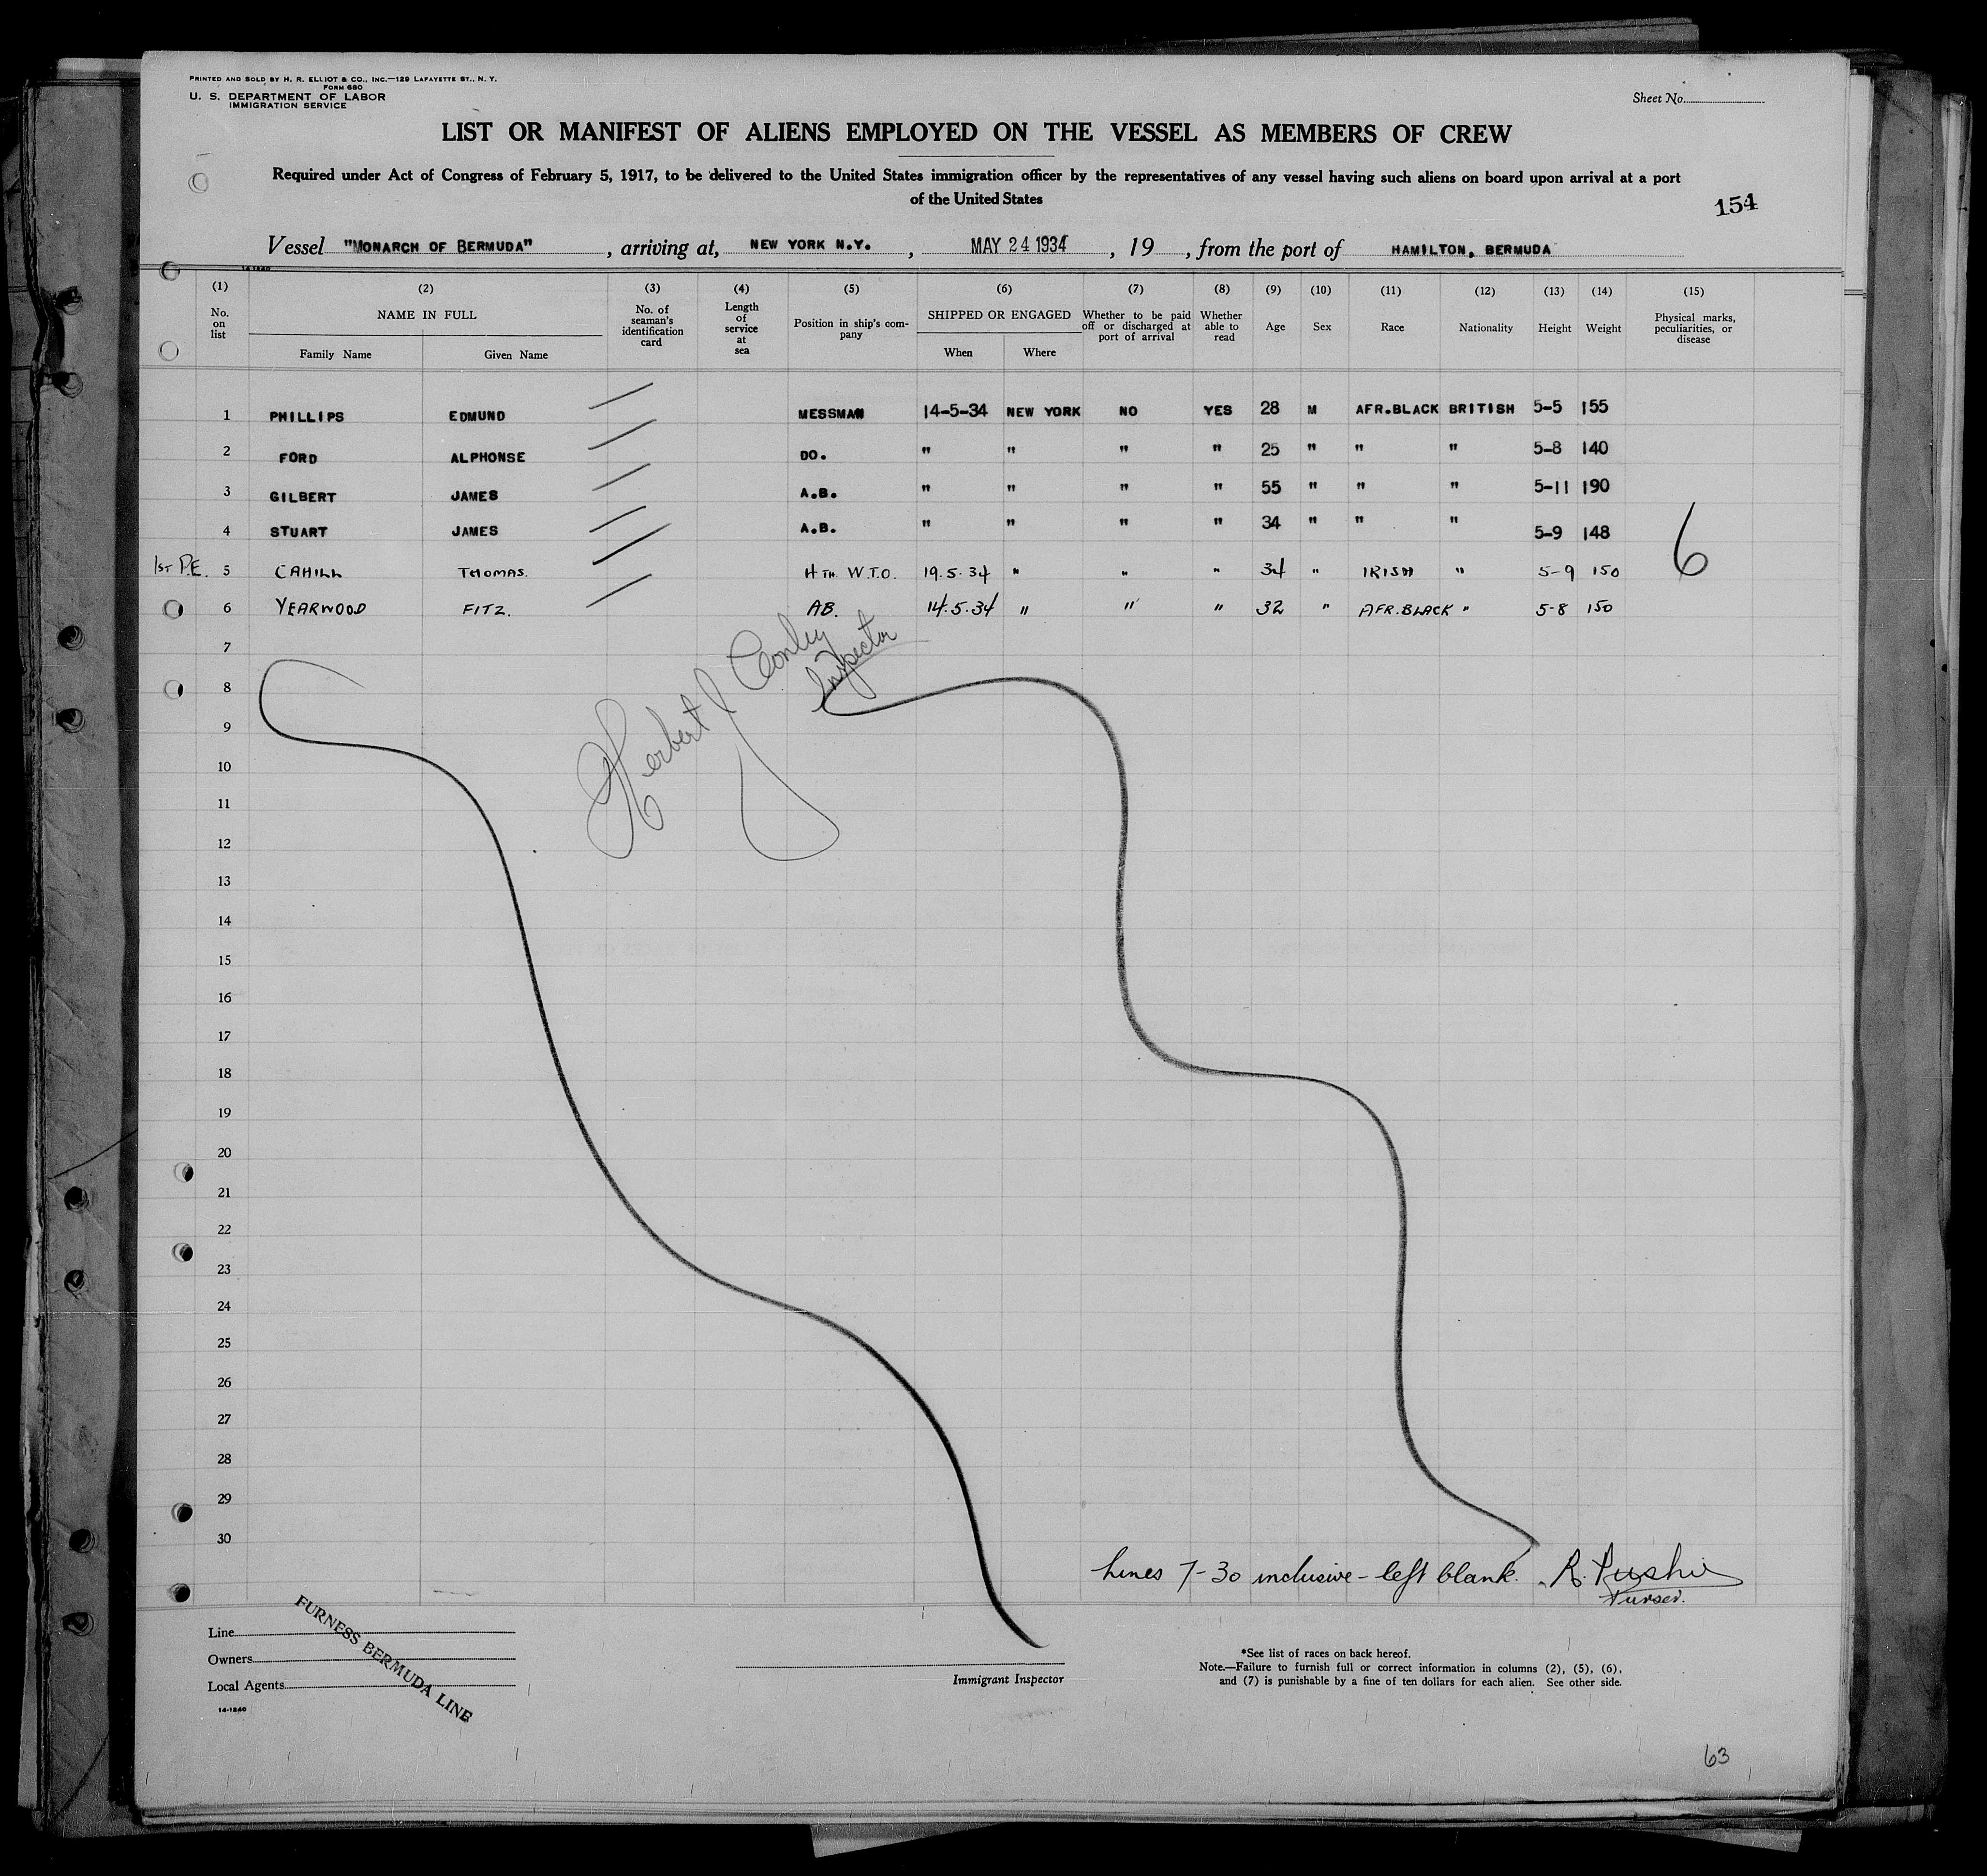 PRINTED AND SOLD BY H. R. ELLIOT & CO., INC.—129 LAFAYETTE ST., N. Y.
FORM 680
U. S. DEPARTMENT OF LABOR
IMMIGRATION SERVICE
Sheet No.
LIST OR MANIFEST OF ALIENS EMPLOYED ON THE VESSEL AS MEMBERS OF CREW
Required under Act of Congress of February 5, 1917, to be delivered to the United States immigration officer by the representatives of any vessel having such aliens on board upon arrival at a port
of the United States
154
Vessel "MONARCH OF BERMUDA", arriving at, NEW YORK N.Y., MAY 24 1934, 19 , from the port of HAMILTON, BERMUDA
14-1240
(1) (2) (3) (4) (5) (6) (7) (8) (9) (10) (11) (12) (13) (14) (15)
No. on list
NAME IN FULL
Family Name Given Name
No. of seaman's identification card
Length of service at sea
Position in ship's company
SHIPPED OR ENGAGED
When Where
Whether to be paid off or discharged at port of arrival
Whether able to read
Age
Sex
Race
Nationality
Height
Weight
Physical marks, peculiarities, or disease
1 PHILLIPS EDMUND MESSMAN 14-5-34 NEW YORK NO YES 28 M AFR.BLACK BRITISH 5-5 155
2 FORD ALPHONSE DO. " " " " 25 " " " 5-8 140
3 GILBERT JAMES A.B. " " " " 55 " " " 5-11 190
4 STUART JAMES A.B. " " " " 34 " " " 5-9 148
1ST P.E. 5 CAHILL THOMAS. H TH. W.T.O. 19.5.34 " " " 34 " IRISH " 5-9 150
6
6 YEARWOOD FITZ. AB. 14.5.34 " " " 32 " AFR.BLACK " 5-8 150
7
Herbert J Conley
Inspector
8
9
10
11
12
13
14
15
16
17
18
19
20
21
22
23
24
25
26
27
28
29
30
Lines 7-30 inclusive - left blank.
Purser.
Line
Owners
Local Agents
FURNESS BERMUDA LINE
14-1240
Immigrant Inspector
*See list of races on back hereof.
Note.—Failure to furnish full or correct information in columns (2), (5), (6),
and (7) is punishable by a fine of ten dollars for each alien. See other side.
63